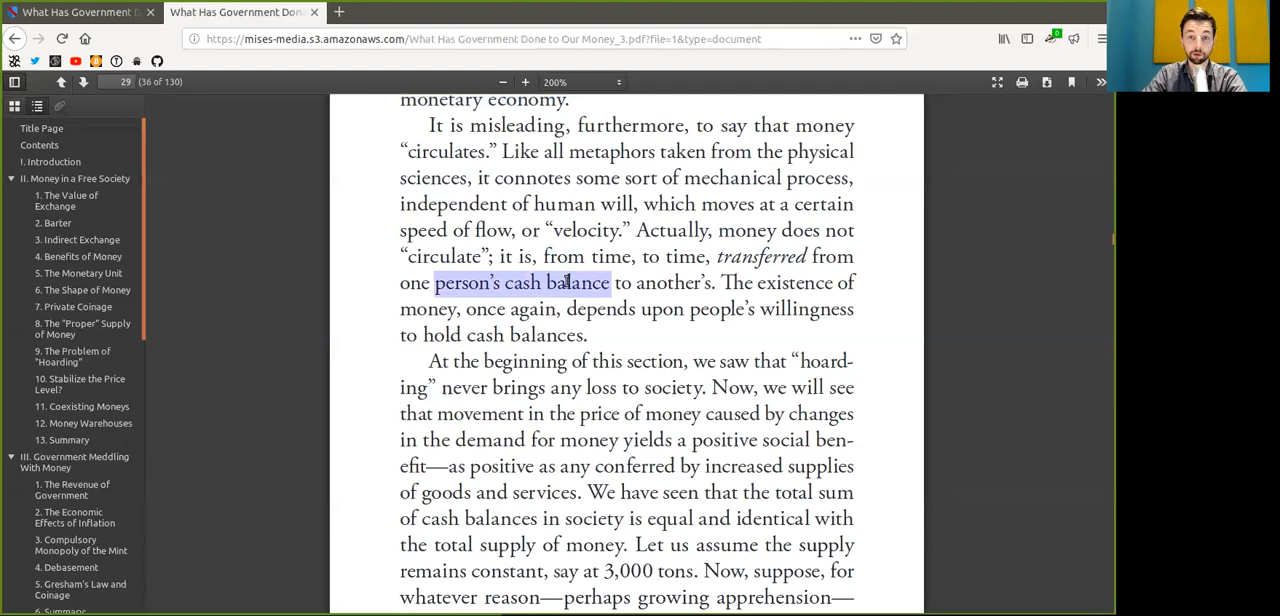 What Has Government D
What Has Government Don
https://mises-media.s3.amazonaws.com/What Has Government Done to Our Money_3.pdf?file=1&type=document
0
29 (36 of 130)
200%
Title Page
Contents
I. Introduction
II. Money in a Free Society
1. The Value of
Exchange
2. Barter
3. Indirect Exchange
4. Benefits of Money
5. The Monetary Unit
6. The Shape of Money
7. Private Coinage
8. The “Proper” Supply
of Money
9. The Problem of
“Hoarding”
10. Stabilize the Price
Level?
11. Coexisting Moneys
12. Money Warehouses
13. Summary
III. Government Meddling
With Money
1. The Revenue of
Government
2. The Economic
Effects of Inflation
3. Compulsory
Monopoly of the Mint
4. Debasement
5. Gresham's Law and
Coinage
6. Summary
monetary economy.
It is misleading, furthermore, to say that money
“circulates.” Like all metaphors taken from the physical
sciences, it connotes some sort of mechanical process,
independent of human will, which moves at a certain
speed of flow, or “velocity.” Actually, money does not
“circulate”; it is, from time, to time, transferred from
one person’s cash balance to another’s. The existence of
money, once again, depends upon people’s willingness
to hold cash balances.
At the beginning of this section, we saw that “hoard-
ing” never brings any loss to society. Now, we will see
that movement in the price of money caused by changes
in the demand for money yields a positive social ben-
efit—as positive as any conferred by increased supplies
of goods and services. We have seen that the total sum
of cash balances in society is equal and identical with
the total supply of money. Let us assume the supply
remains constant, say at 3,000 tons. Now, suppose, for
whatever reason—perhaps growing apprehension—